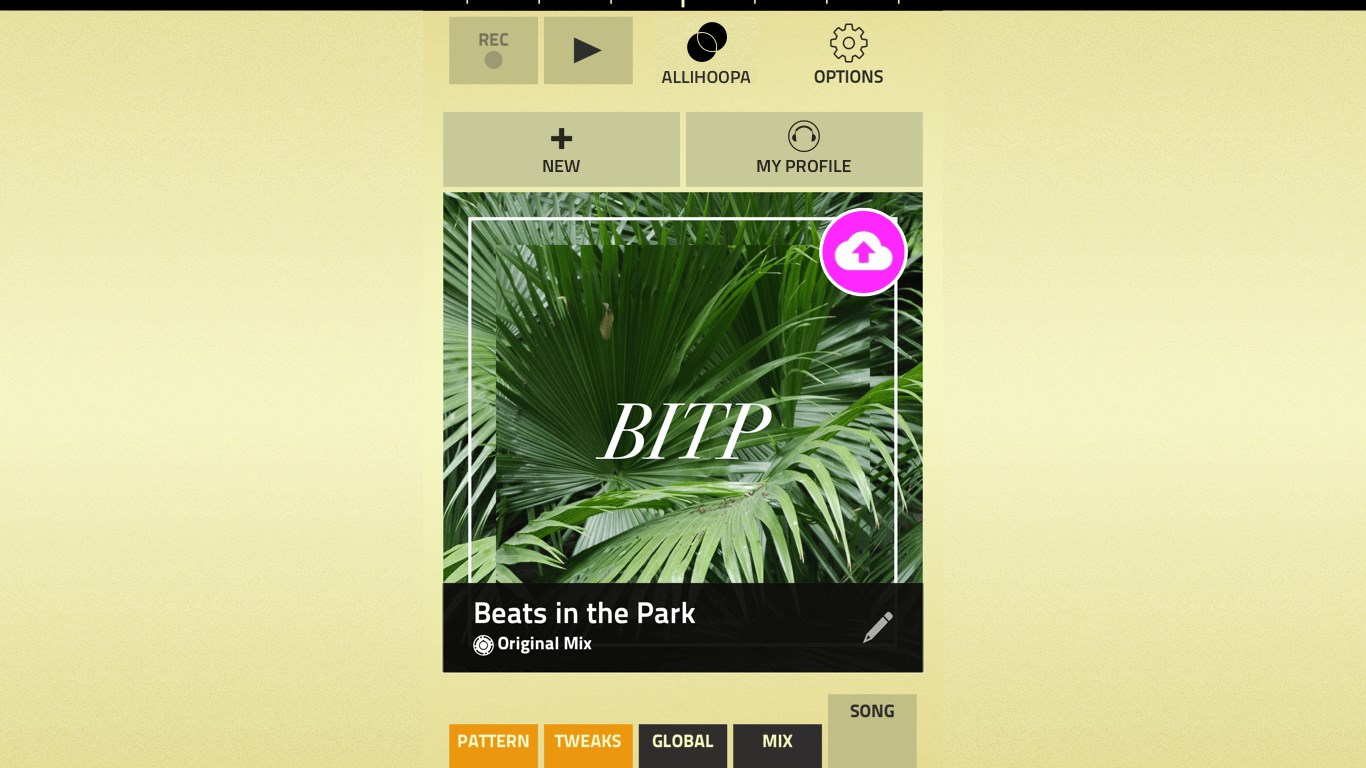 REC
ALLIHOOPA
OPTIONS
NEW
MY PROFILE
BITP
Beats in the Park
Original Mix
SONG
PATTERN
TWEAKS
GLOBAL
MIX